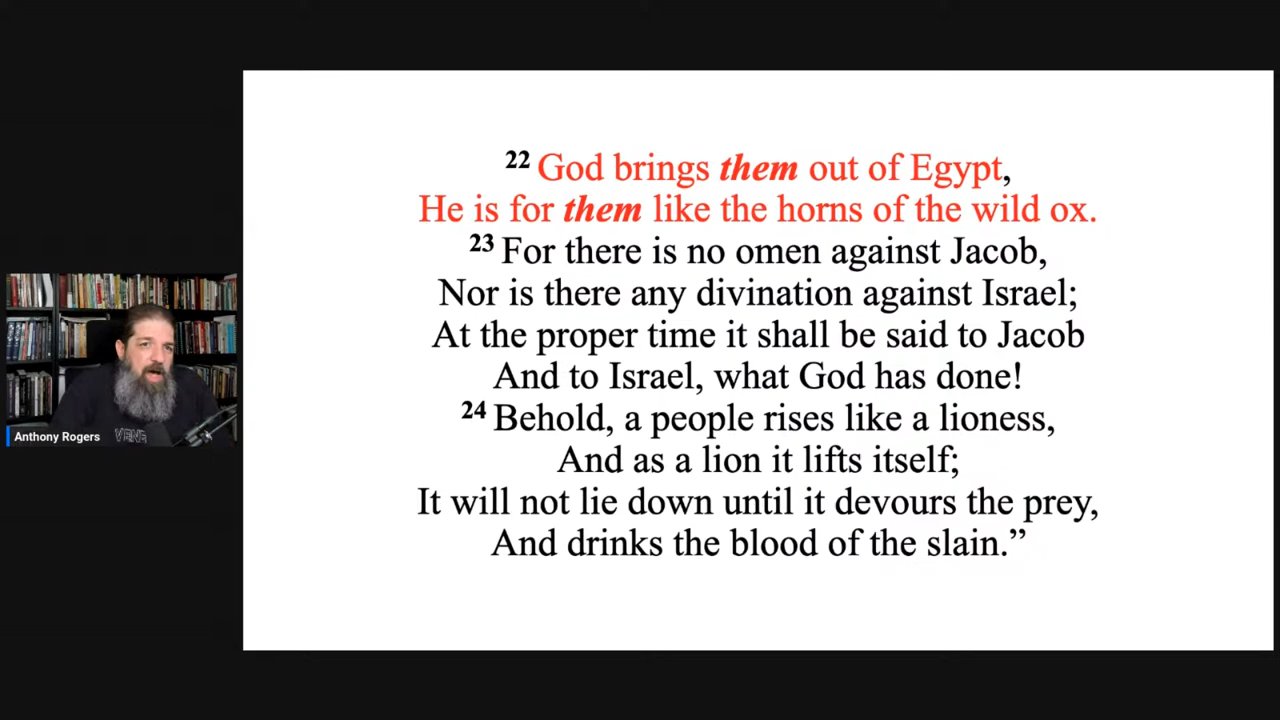 22 God brings them out of Egypt,
He is for them like the horns of the wild ox.
23 For there is no omen against Jacob,
Nor is there any divination against Israel;
At the proper time it shall be said to Jacob
And to Israel, what God has done!
24 Behold, a people rises like a lioness,
And as a lion it lifts itself;
It will not lie down until it devours the prey,
And drinks the blood of the slain.”
Anthony Rogers